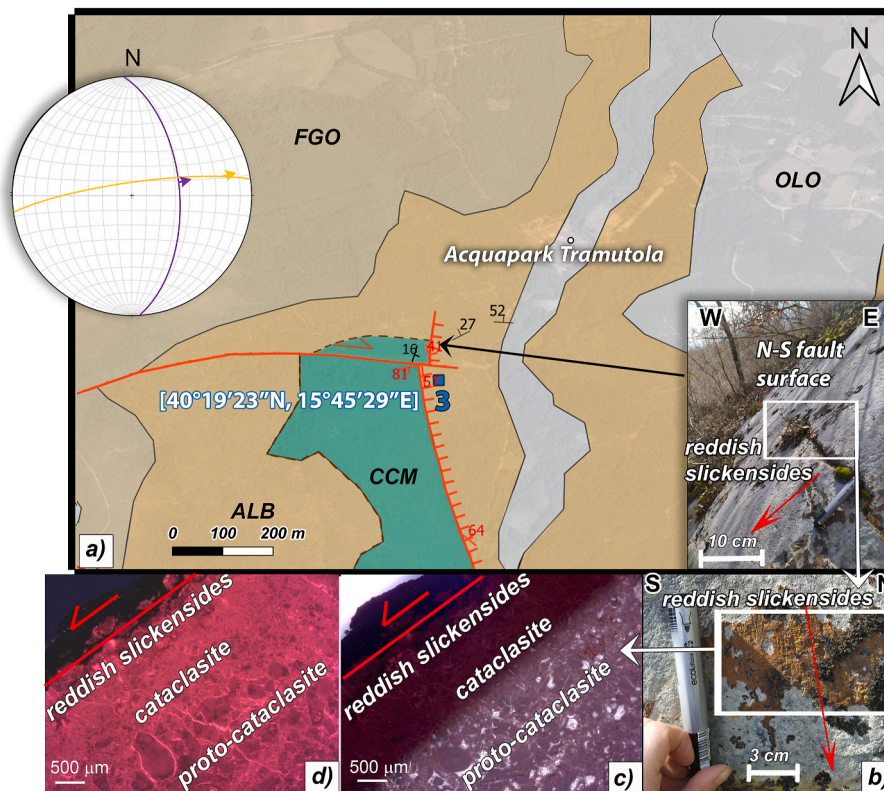 N
N
FGO
OLO
Acquapark Tramutola
52
27
16
41
81
[40°19′23″N, 15°45′29″E]
3
CCM
ALB
64
0 100 200 m
a)
W E
N-S fault
surface
reddish
slickensides
10 cm
S N
reddish slickensides
3 cm
b)
reddish slickensides
cataclasite
proto-cataclasite
500 μm
c)
reddish slickensides
cataclasite
proto-cataclasite
500 μm
d)